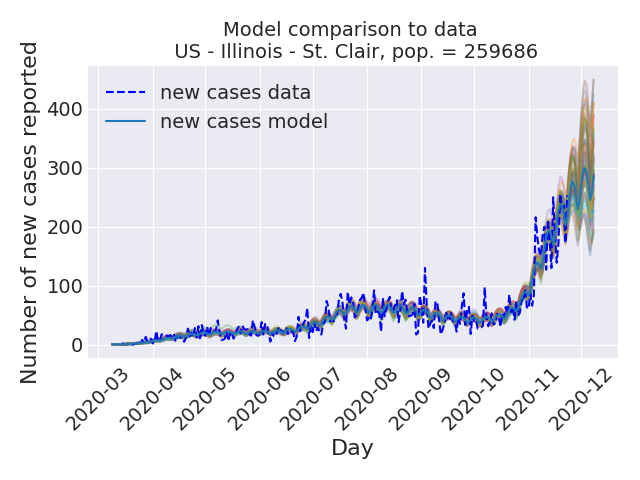 Model comparison to data
US - Illinois - St. Clair, pop. = 259686
Number of new cases reported
400
300
200
100
0
new cases data
new cases model
2020-03
2020-04
2020-05
2020-06
2020-07
2020-08
2020-09
2020-10
2020-11
2020-12
Day